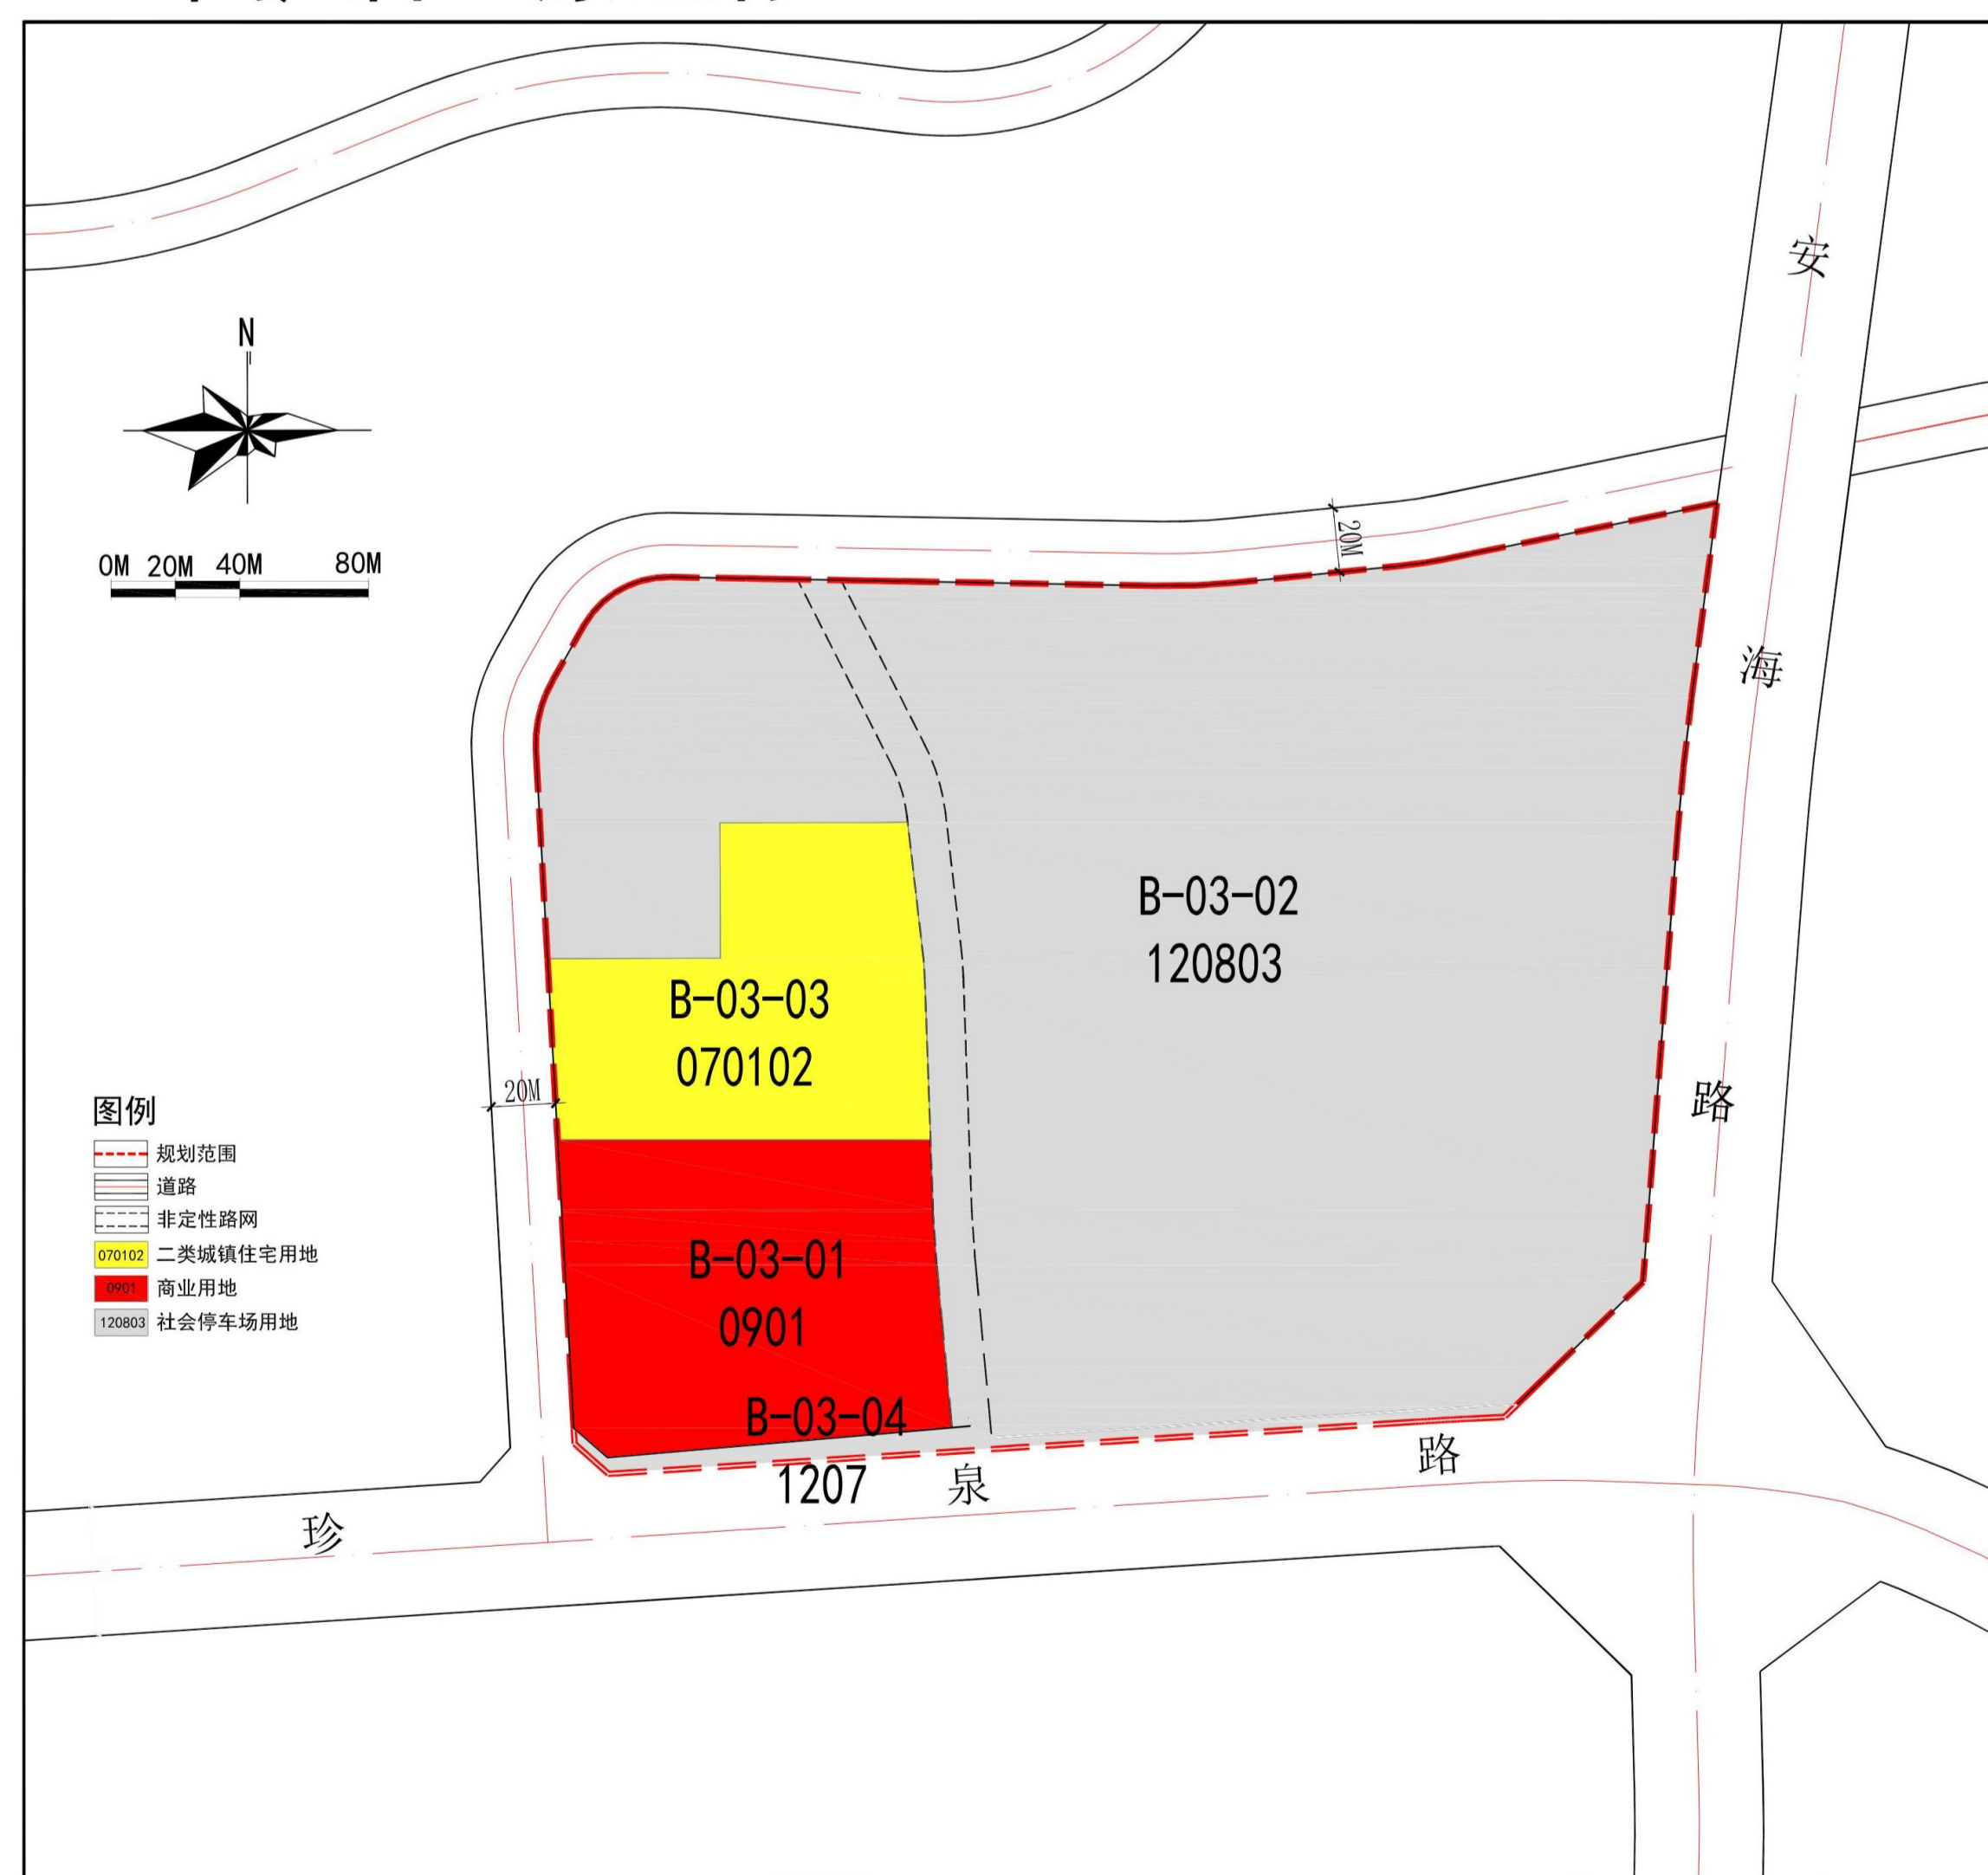 安
N
20M
0M 20M 40M 80M
海
B-03-02
120803
B-03-03
070102
20M
路
图例
规划范围
道路
非定性路网
070102 二类城镇住宅用地
0901 商业用地
120803 社会停车场用地
B-03-01
0901
B-03-04
1207
珍
泉
路